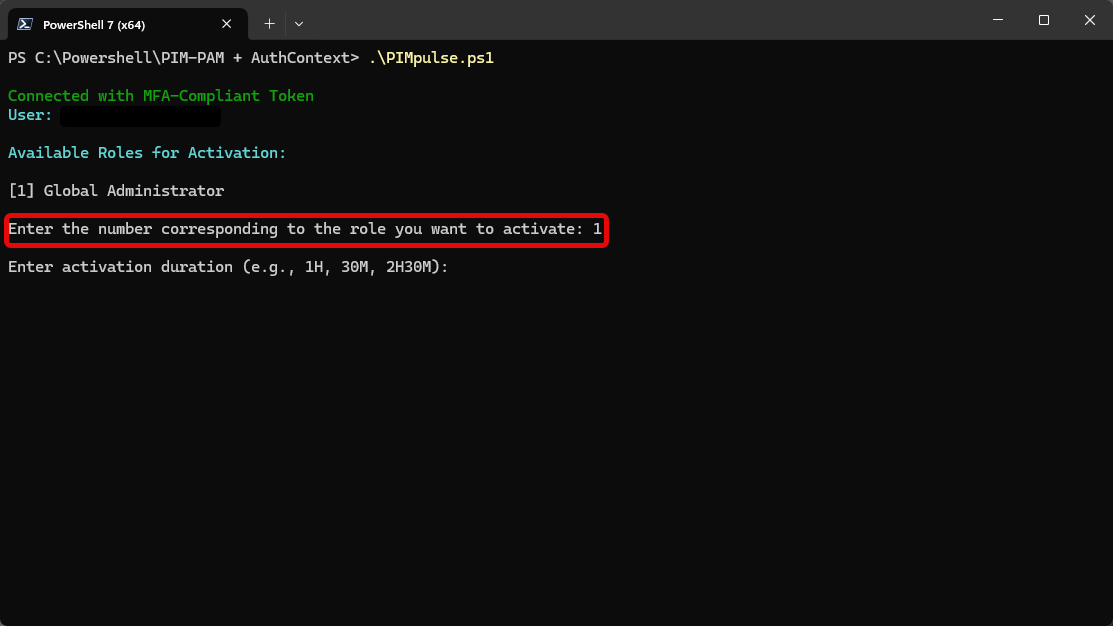 PowerShell 7 (x64)
PS C:\Powershell\PIM-PAM + AuthContext> .\PIMpulse.ps1
Connected with MFA-Compliant Token
User:
Available Roles for Activation:
[1] Global Administrator
Enter the number corresponding to the role you want to activate: 1
Enter activation duration (e.g., 1H, 30M, 2H30M):